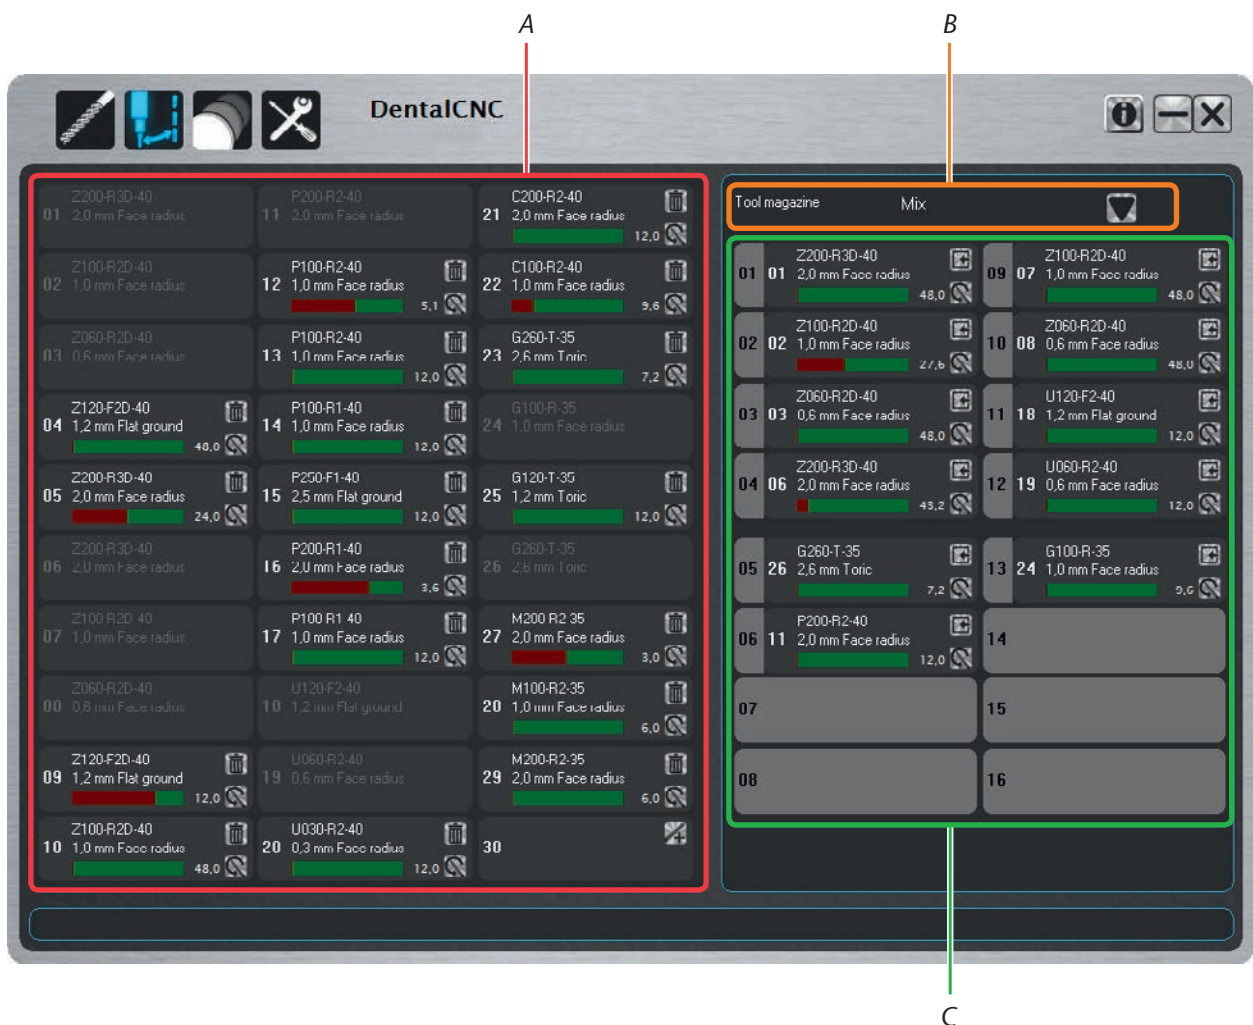 A
B
DentalCNC
01
Z200-R3D-40
2,0 mm Face radius
02
Z100-R2D-40
1,0 mm Face radius
03
Z060-R2D-40
0,6 mm Face radius
04
Z120-F2D-40
1,2 mm Flat ground
48,0
05
Z200-R3D-40
2,0 mm Face radius
24,0
06
Z200-R3D-40
2,0 mm Face radius
07
Z100-R2D-40
1,0 mm Face radius
08
Z060-R2D-40
0,6 mm Face radius
09
Z120-F2D-40
1,2 mm Flat ground
12,0
10
Z100-R2D-40
1,0 mm Face radius
48,0
11
P200-R2-40
2,0 mm Face radius
12
P100-R2-40
1,0 mm Face radius
5,1
13
P100-R2-40
1,0 mm Face radius
12,0
14
P100-R1-40
1,0 mm Face radius
12,0
15
P250-F1-40
2,5 mm Flat ground
12,0
16
P200-R1-40
2,0 mm Face radius
3,6
17
P100-R1-40
1,0 mm Face radius
12,0
18
U120-F2-40
1,2 mm Flat ground
19
U060-R2-40
0,6 mm Face radius
20
U030-R2-40
0,3 mm Face radius
12,0
21
C200-R2-40
2,0 mm Face radius
12,0
22
C100-R2-40
1,0 mm Face radius
9,6
23
G260-T-35
2,6 mm Toric
7,2
24
G100-R-35
1,0 mm Face radius
25
G120-T-35
1,2 mm Toric
12,0
26
G260-T-35
2,6 mm Toric
27
M200-R2-35
2,0 mm Face radius
3,0
28
M100-R2-35
1,0 mm Face radius
6,0
29
M200-R2-35
2,0 mm Face radius
6,0
30
Tool magazine Mix
01 01
Z200-R3D-40
2,0 mm Face radius
48,0
02 02
Z100-R2D-40
1,0 mm Face radius
27,6
03 03
Z060-R2D-40
0,6 mm Face radius
48,0
04 06
Z200-R3D-40
2,0 mm Face radius
43,2
05 26
G260-T-35
2,6 mm Toric
7,2
06 11
P200-R2-40
2,0 mm Face radius
12,0
07
08
09 07
Z100-R2D-40
1,0 mm Face radius
48,0
10 08
Z060-R2D-40
0,6 mm Face radius
48,0
11 18
U120-F2-40
1,2 mm Flat ground
12,0
12 19
U060-R2-40
0,6 mm Face radius
12,0
13 24
G100-R-35
1,0 mm Face radius
9,6
14
15
16
C